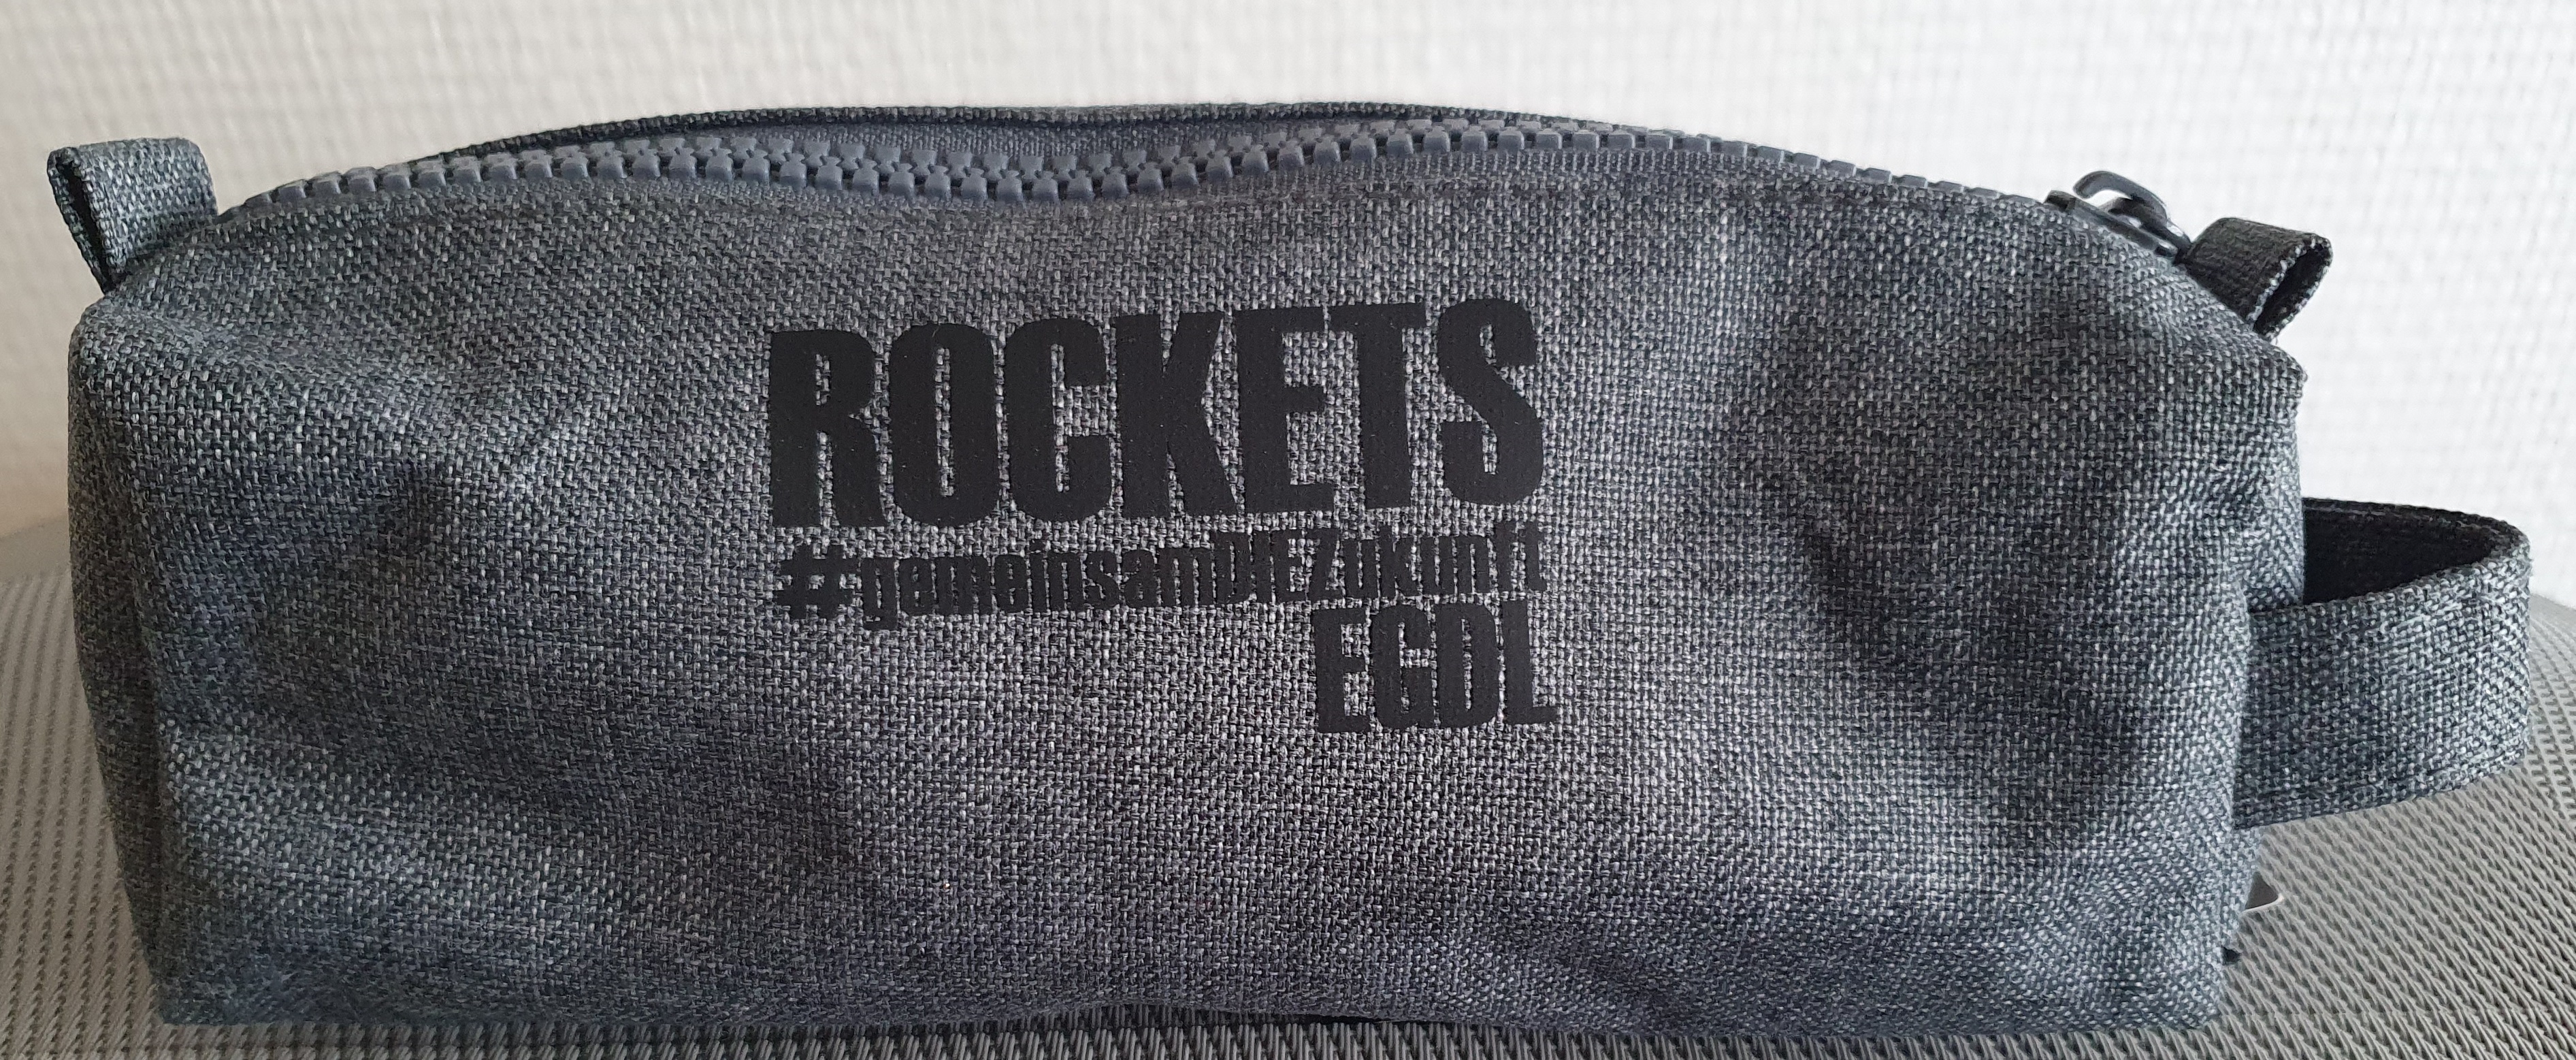 ROCKETS
#gemeinsamDIEZukunft
EGDL